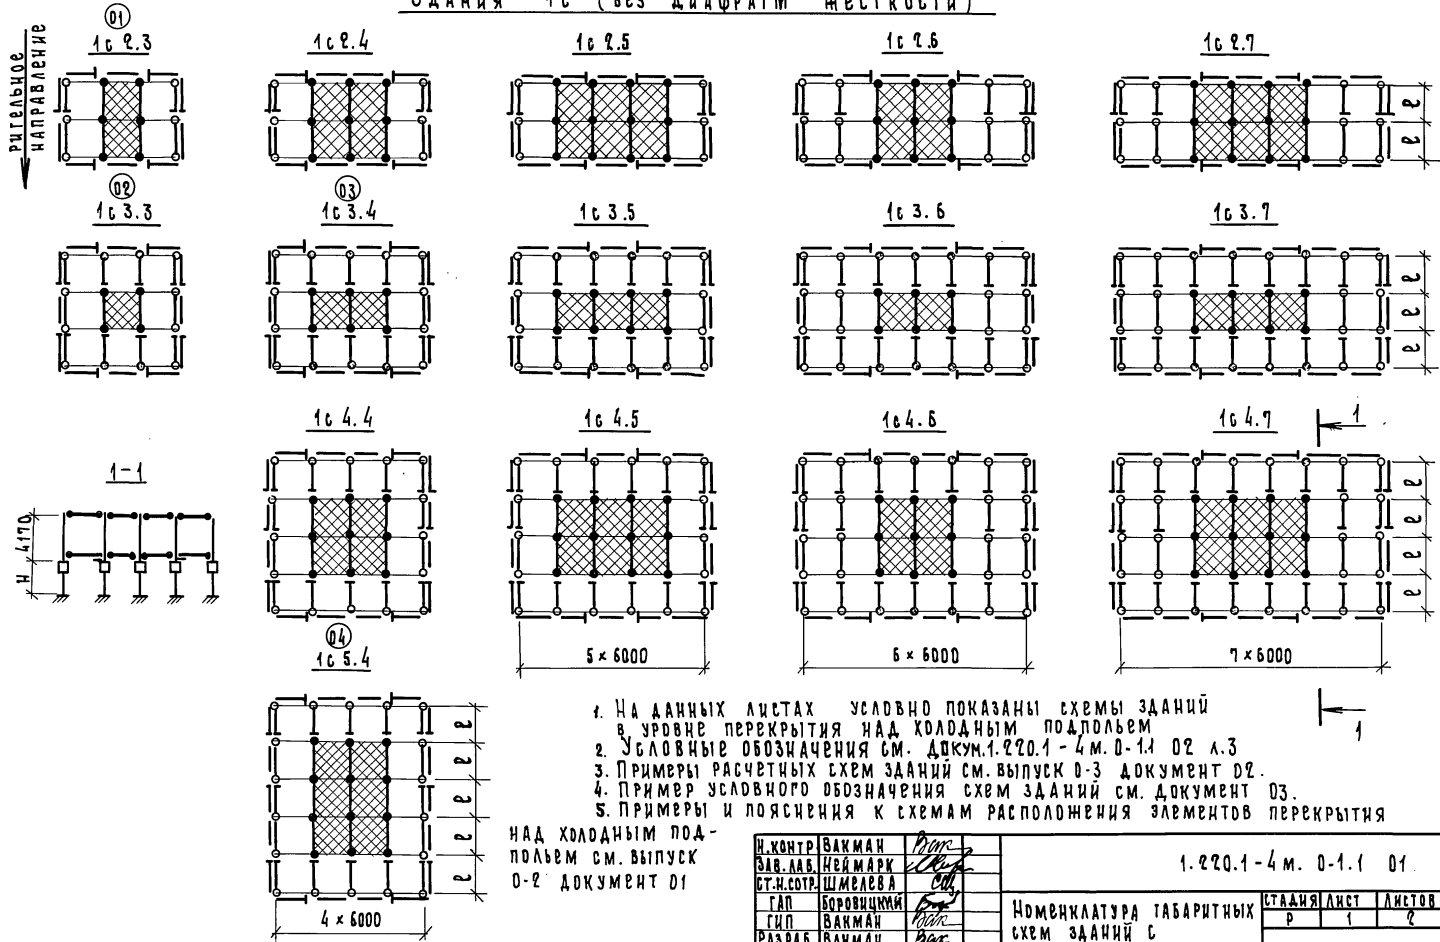 ЗДАНИЯ 1с (БЕЗ ДИАФРАГМ ЖЕСТКОСТИ)
РИТЕЛЬНОЕ
НАПРАВЛЕНИЕ
01
1с 2.3
1с 2.4
1с 2.5
1с 2.6
1с 2.7
ℓ
ℓ
02
1с 3.3
03
1с 3.4
1с 3.5
1с 3.6
1с 3.7
ℓ
ℓ
ℓ
1с 4.4
1с 4.5
1с 4.6
1с 4.7
1
1-1
4170
Н
ℓ
ℓ
ℓ
ℓ
04
1с 5.4
5 × 6000
6 × 6000
7 × 6000
1
ℓ
ℓ
ℓ
ℓ
ℓ
4 × 6000
1. НА ДАННЫХ ЛИСТАХ УСЛОВНО ПОКАЗАНЫ СХЕМЫ ЗДАНИЙ
В УРОВНЕ ПЕРЕКРЫТИЯ НАД ХОЛОДНЫМ ПОДПОЛЬЕМ
2. УСЛОВНЫЕ ОБОЗНАЧЕНИЯ СМ. ДОКУМ.1.220.1 - 4м. 0-1.1 02 л.3
3. ПРИМЕРЫ РАСЧЕТНЫХ СХЕМ ЗДАНИЙ СМ. ВЫПУСК 0-3 ДОКУМЕНТ 02.
4. ПРИМЕР УСЛОВНОГО ОБОЗНАЧЕНИЯ СХЕМ ЗДАНИЙ СМ. ДОКУМЕНТ 03.
5. ПРИМЕРЫ И ПОЯСНЕНИЯ К СХЕМАМ РАСПОЛОЖЕНИЯ ЭЛЕМЕНТОВ ПЕРЕКРЫТИЯ
НАД ХОЛОДНЫМ ПОД-
ПОЛЬЕМ СМ. ВЫПУСК
0-2 ДОКУМЕНТ 01
Н.КОНТР. ВАКМАН
ЗАВ.ЛАБ. НЕЙМАРК
СТ.Н.СОТР. ШМЕЛЕВА
ГАП БОРОВИЦКИЙ
ГИП ВАКМАН
РАЗРАБ. ВАКМАН
1.220.1-4м. 0-1.1 01
НОМЕНКЛАТУРА ГАБАРИТНЫХ
СХЕМ ЗДАНИЙ С
СТАДИЯ ЛИСТ ЛИСТОВ
Р 1 2